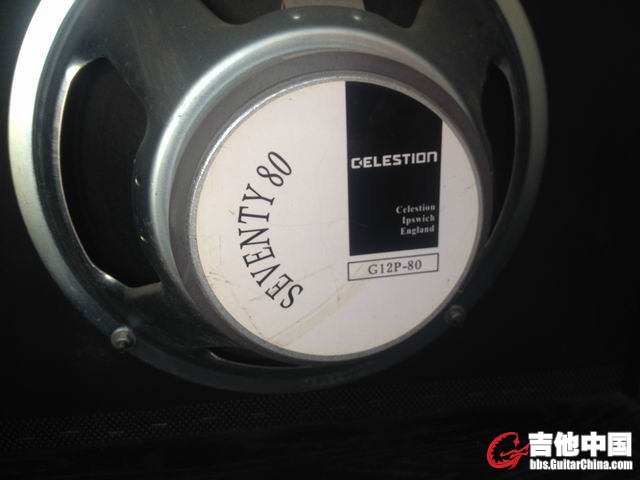 SEVENTY 80
CELESTION
Celestion
Ipswich
England
G12P-80
吉他中国
bbs.GuitarChina.com